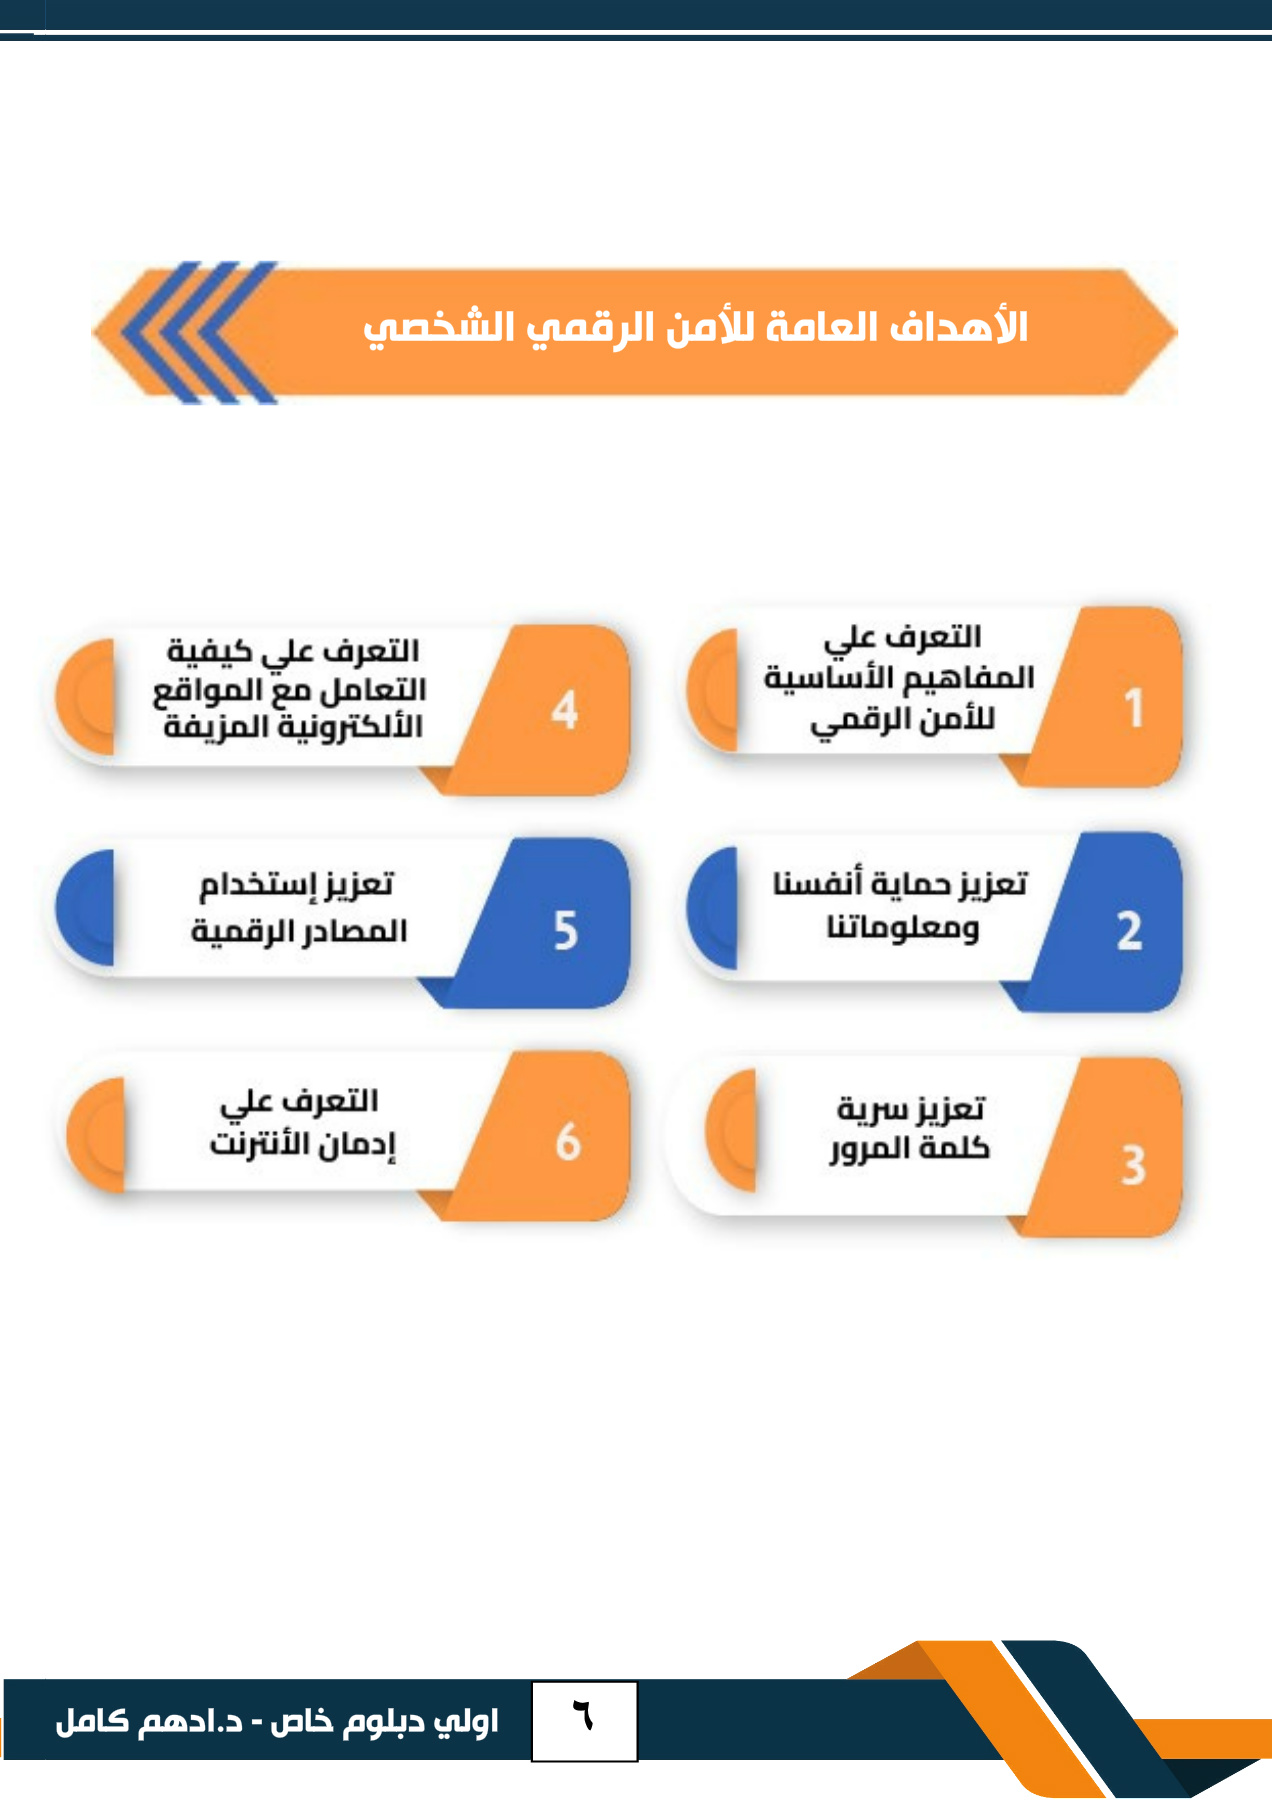 الأهداف العامة للأمن الرقمي الشخصي
1
التعرف علي
المفاهيم الأساسية
للأمن الرقمي
2
تعزيز حماية أنفسنا
ومعلوماتنا
3
تعزيز سرية
كلمة المرور
4
التعرف علي كيفية
التعامل مع المواقع
الألكترونية المزيفة
5
تعزيز إستخدام
المصادر الرقمية
6
التعرف علي
إدمان الأنترنت
اولي دبلوم خاص - د.ادهم كامل
٦